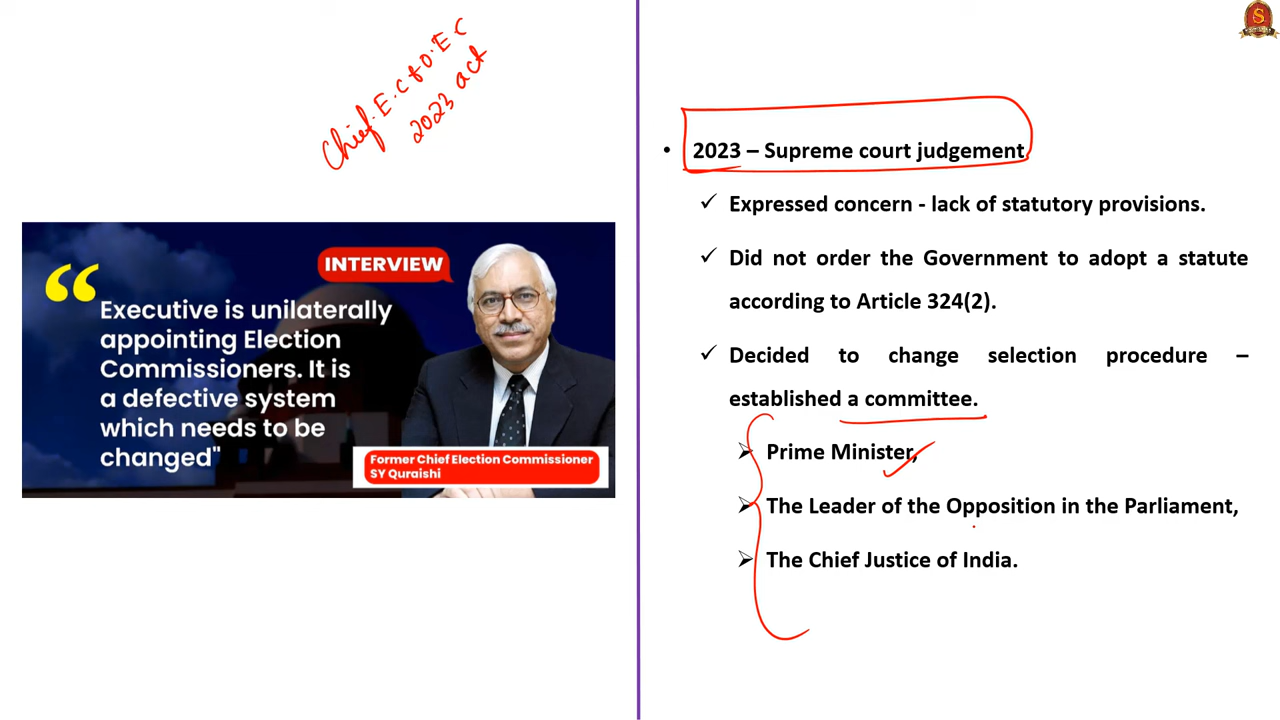 Chief. E.C & O.E.C
2023 act
INTERVIEW
“
Executive is unilaterally
appointing Election
Commissioners. It is
a defective system
which needs to be
changed"
Former Chief Election Commissioner
SY Quraishi
• 2023 – Supreme court judgement
✓ Expressed concern - lack of statutory provisions.
✓ Did not order the Government to adopt a statute
according to Article 324(2).
✓ Decided to change selection procedure –
established a committee.
➢ Prime Minister,
➢ The Leader of the Opposition in the Parliament,
➢ The Chief Justice of India.